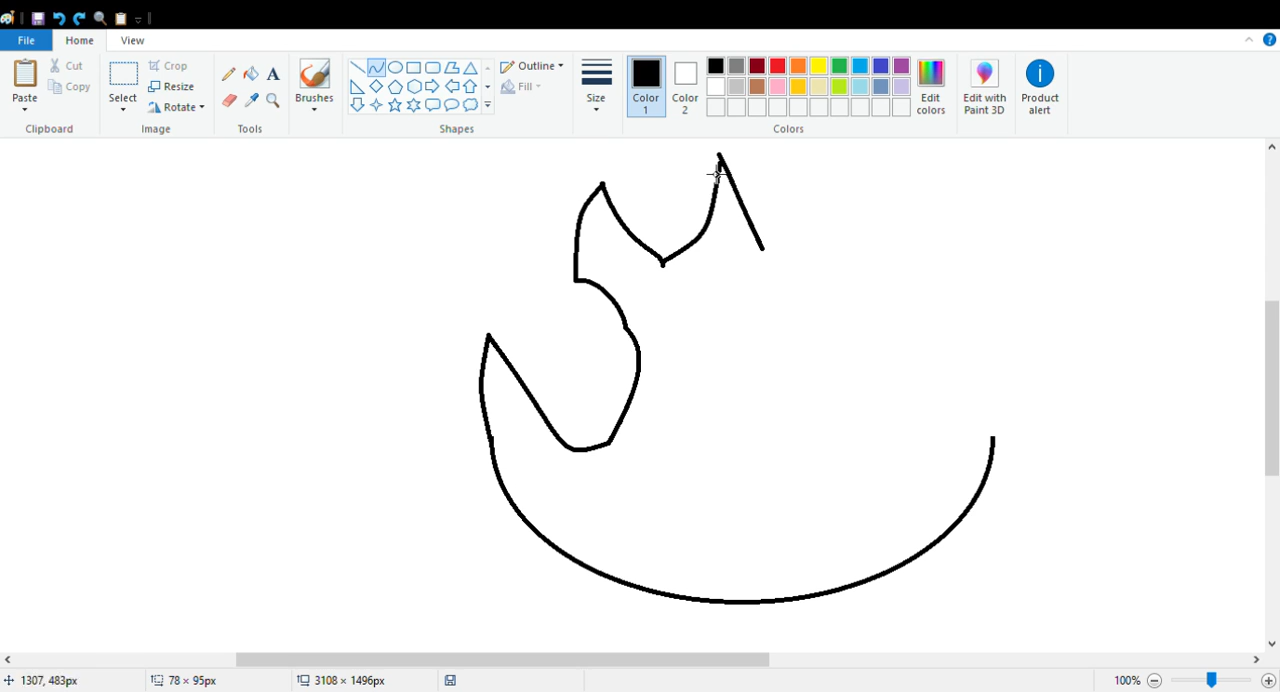 File Home View
Paste Cut Copy Clipboard
Select Crop Resize Rotate Image
A Tools
Brushes
Outline Fill Shapes
Size
Color 1 Color 2 Edit colors Colors
Edit with Paint 3D
Product alert
1307, 483px 78 × 95px 3108 × 1496px 100%